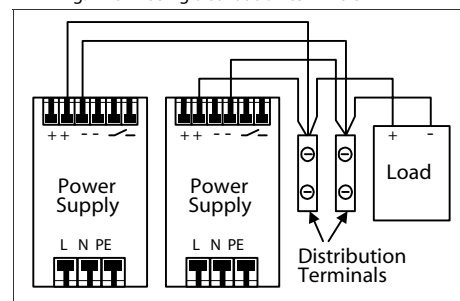 ++ - -
++ - -
+ -
Power
Supply
Power
Supply
Load
L N PE
L N PE
Distribution
Terminals